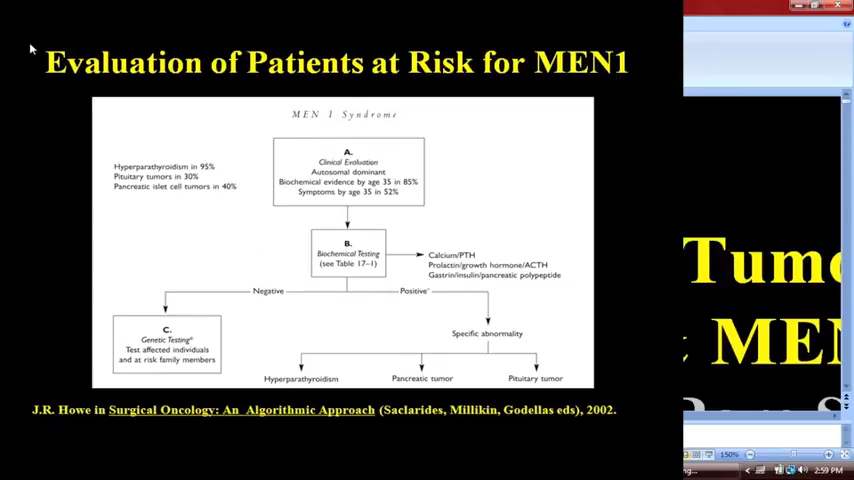 Evaluation of Patients at Risk for MEN1
MEN 1 Syndrome
Hyperparathyroidism in 95%
Pituitary tumors in 30%
Pancreatic islet cell tumors in 40%
A.
Clinical Evaluation
Autosomal dominant
Biochemical evidence by age 35 in 85%
Symptoms by age 35 in 52%
B.
Biochemical Testing
(see Table 17–1)
Calcium/PTH
Prolactin/growth hormone/ACTH
Gastrin/insulin/pancreatic polypeptide
Negative
Positive
C.
Genetic Testing
Test affected individuals
and at risk family members
Specific abnormality
Hyperparathyroidism
Pancreatic tumor
Pituitary tumor
J.R. Howe in Surgical Oncology: An Algorithmic Approach (Saclarides, Millikin, Godellas eds), 2002.
Tumo
MEN
150%
2:59 PM